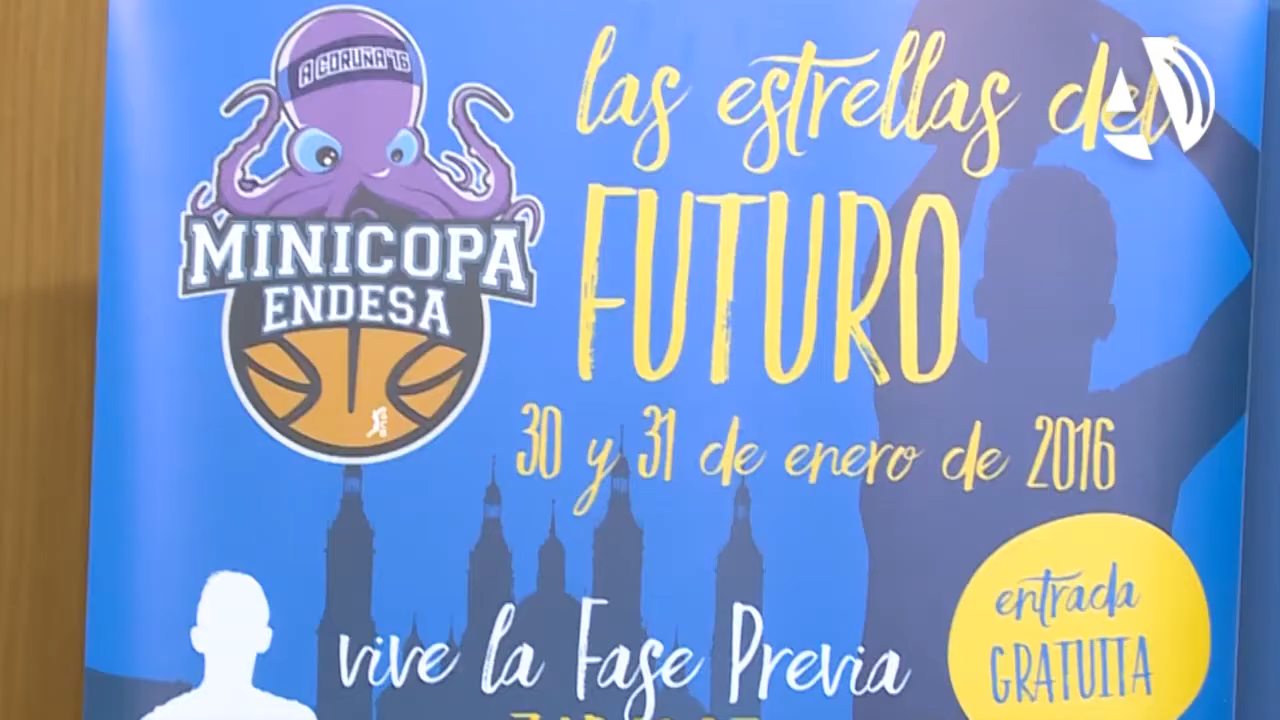 A CORUÑA'16
MINICOPA
ENDESA
las estrellas del
FUTURO
30 y 31 de enero de 2016
vive la Fase Previa
entrada
GRATUITA